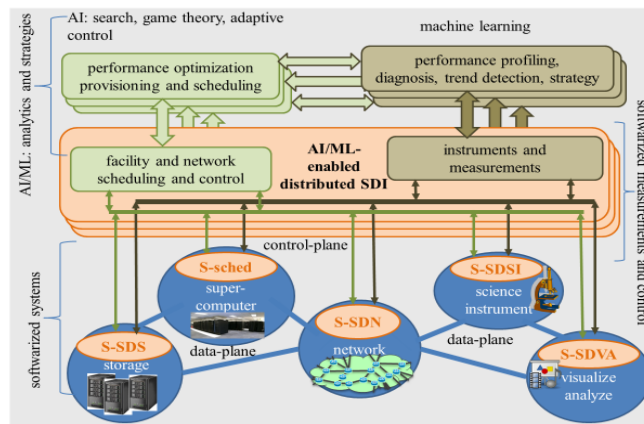 AI: search, game theory, adaptive
control
machine learning
AI/ML: analytics and strategies
performance optimization
provisioning and scheduling
performance profiling,
diagnosis, trend detection, strategy
softwarized measurements and control
facility and network
scheduling and control
AI/ML-
enabled
distributed SDI
instruments and
measurements
control-plane
softwarized systems
S-sched
super-
computer
S-SDSI
science
instrument
S-SDS
storage
data-plane
S-SDN
network
data-plane
S-SDVA
visualize
analyze